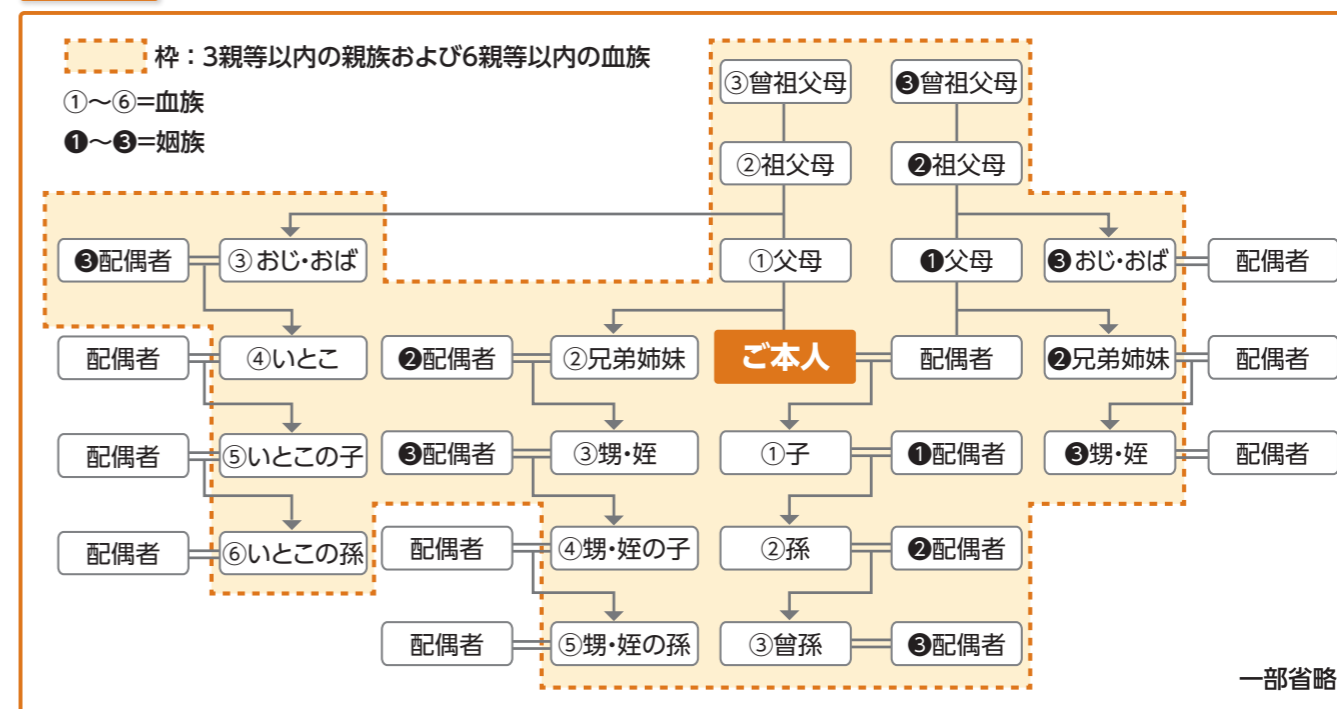 枠：3親等以内の親族および6親等以内の血族
①～⑥=血族
❶～❸=姻族
③曾祖父母
❸曾祖父母
②祖父母
❷祖父母
❸配偶者
③おじ・おば
①父母
❶父母
❸おじ・おば
配偶者
配偶者
④いとこ
❷配偶者
②兄弟姉妹
ご本人
配偶者
❷兄弟姉妹
配偶者
配偶者
⑤いとこの子
❸配偶者
③甥・姪
①子
❶配偶者
❸甥・姪
配偶者
配偶者
⑥いとこの孫
配偶者
④甥・姪の子
②孫
❷配偶者
配偶者
⑤甥・姪の孫
③曾孫
❸配偶者
一部省略